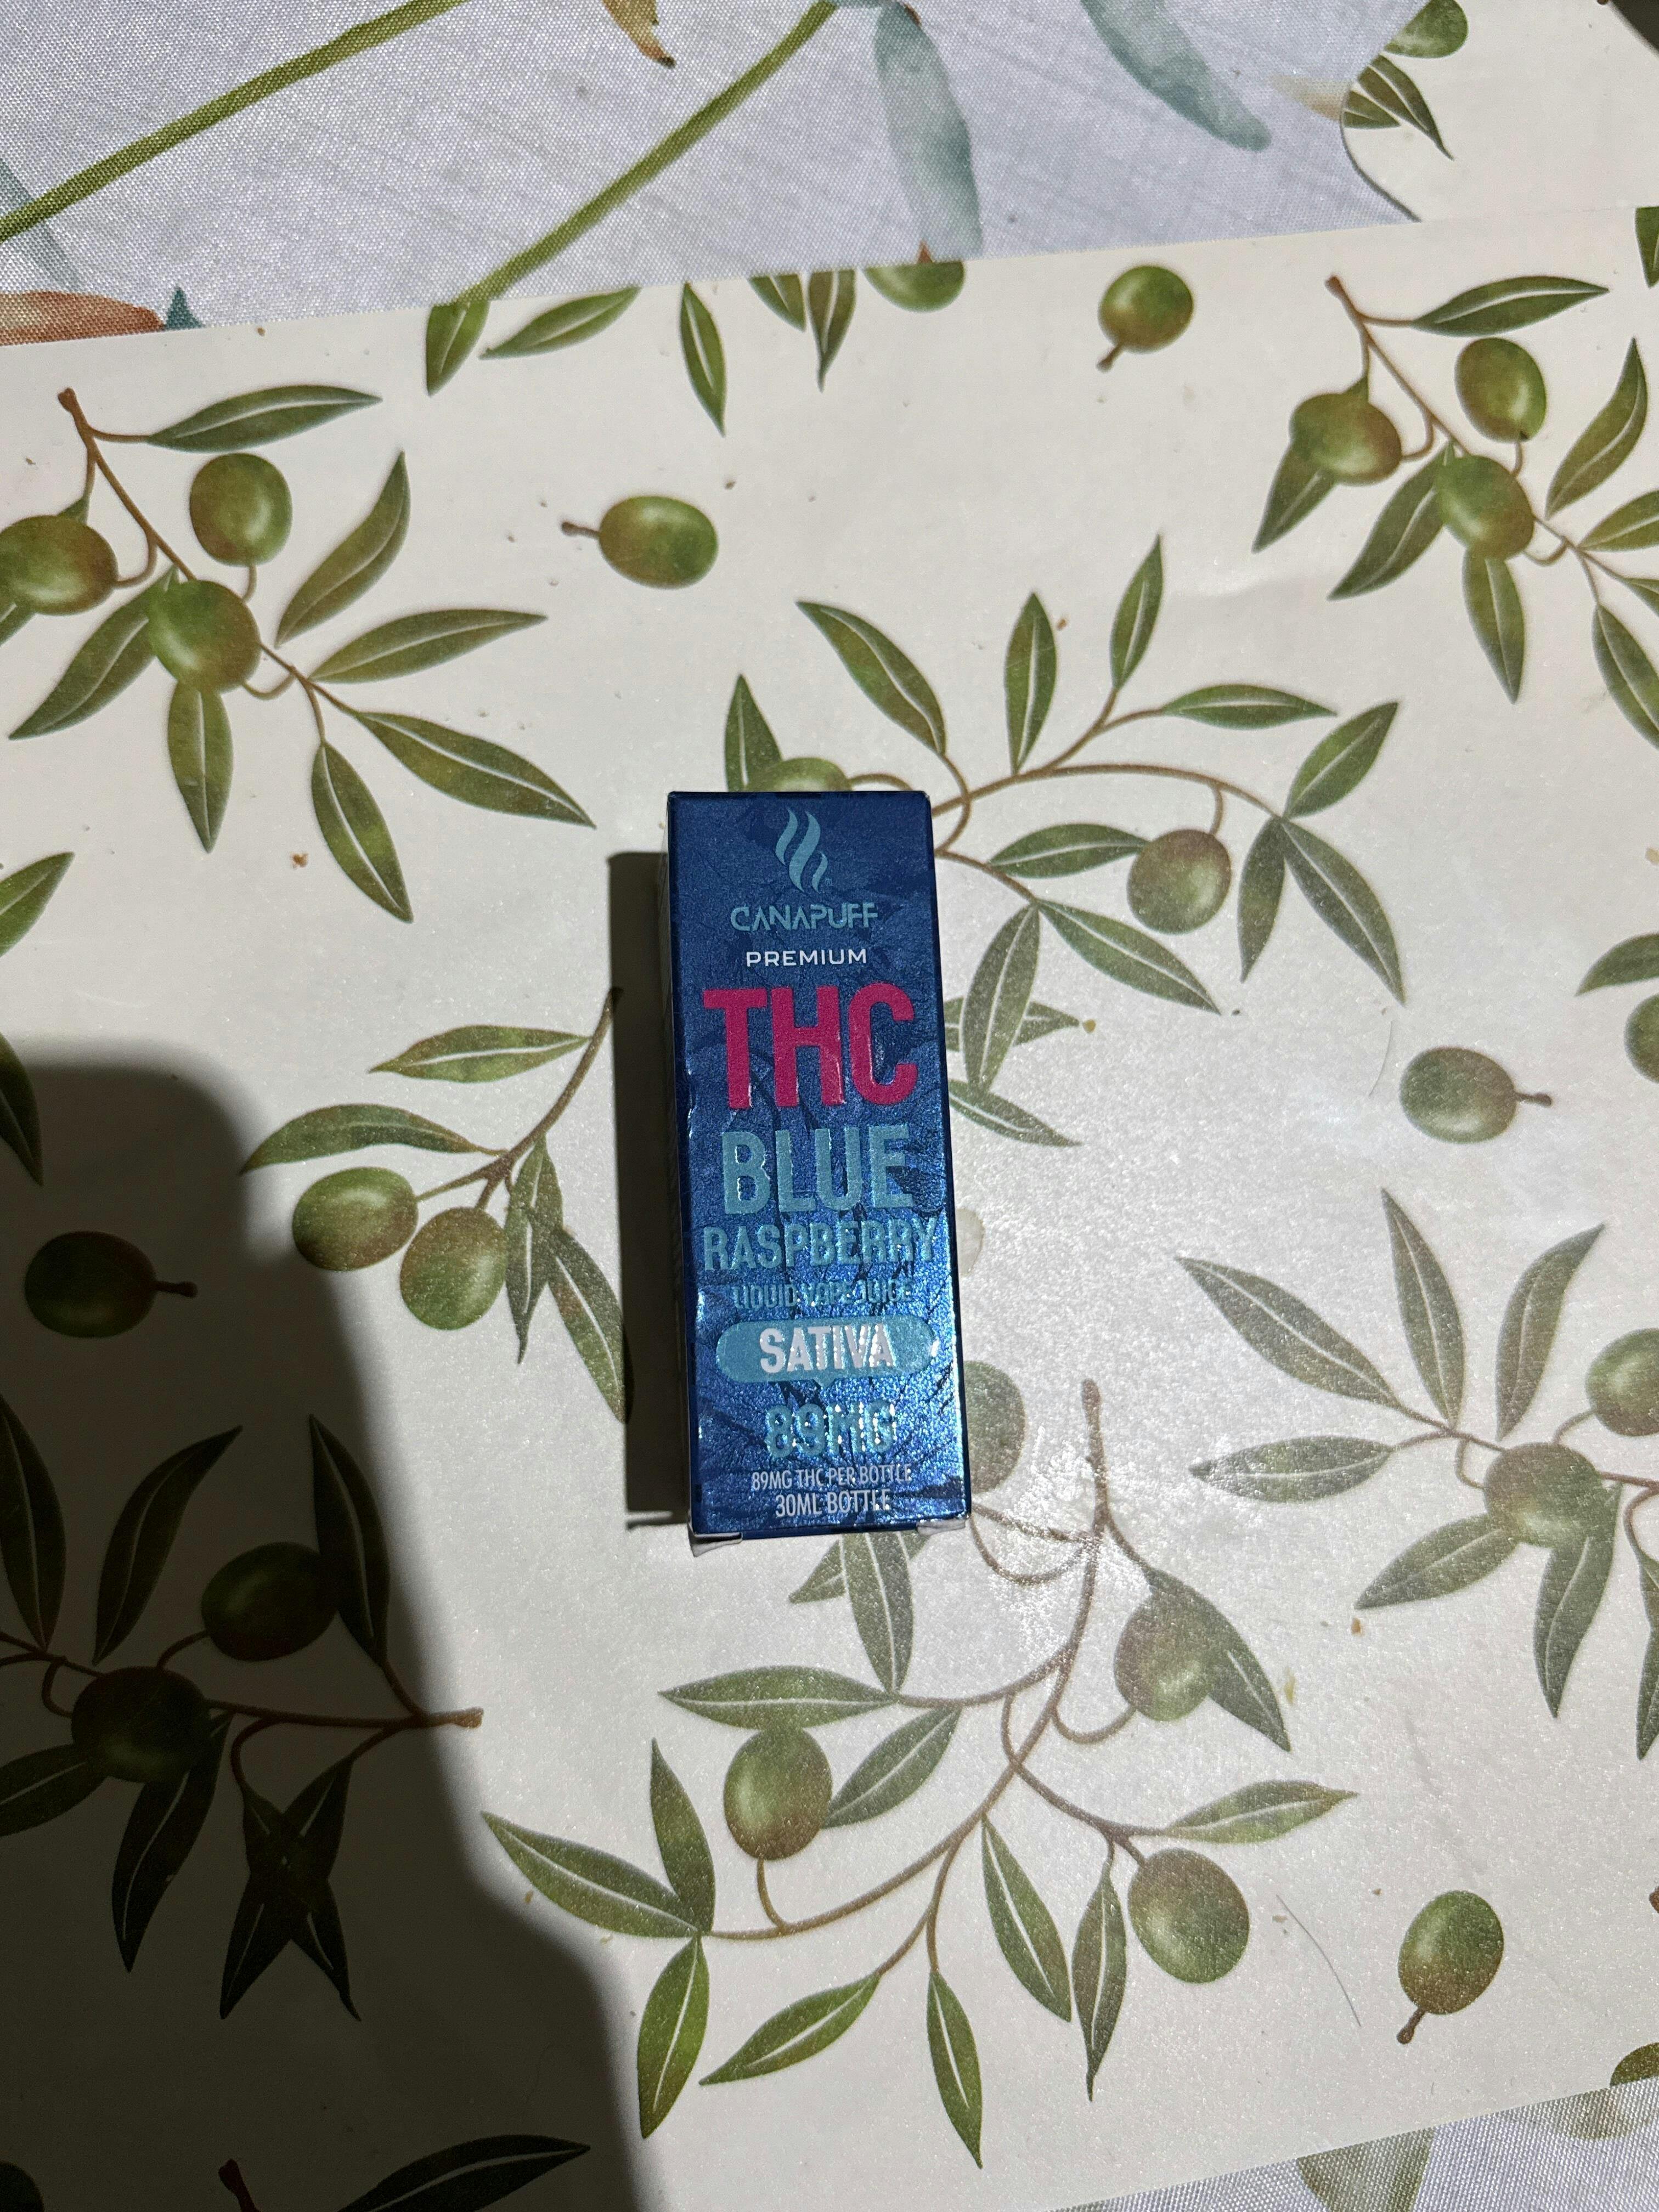 CANAPUFF
PREMIUM
THC
BLUE
RASPBERRY
LIQUID VAPE JUICE
SATIVA
89MG
89MG THC PER BOTTLE
30ML BOTTLE